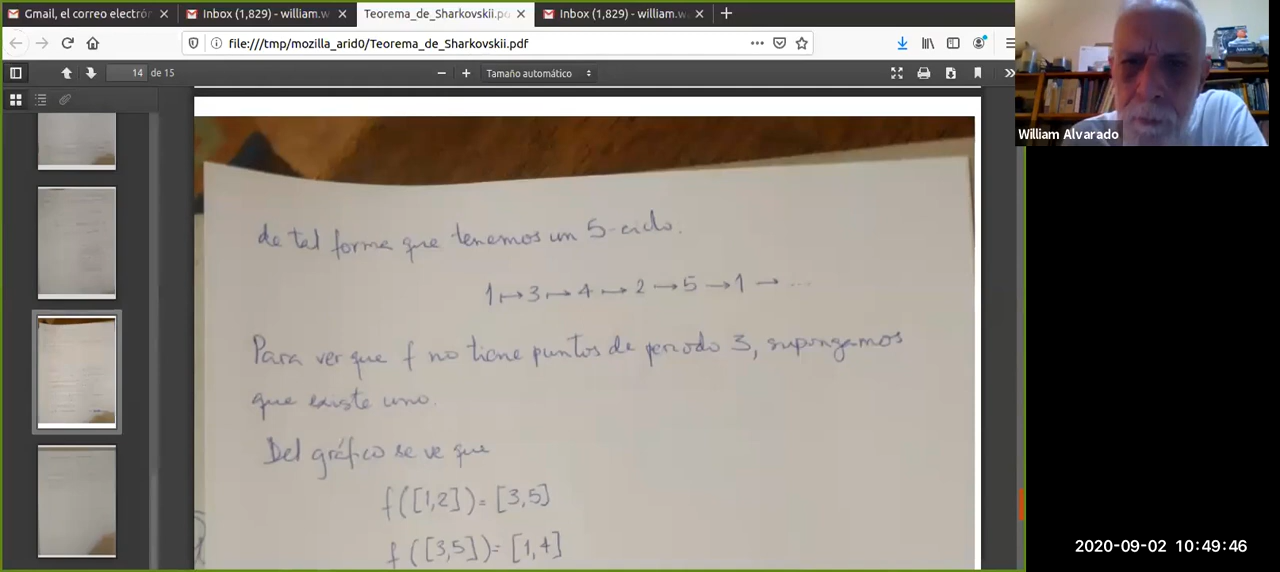 Gmail, el correo electrón
Inbox (1,829) - william.w
Teorema_de_Sharkovskii.pd
Inbox (1,829) - william.w
file:///tmp/mozilla_arid0/Teorema_de_Sharkovskii.pdf
14 de 15
Tamaño automático
William Alvarado
de tal forma que tenemos un 5-ciclo.
1 ↦ 3 ↦ 4 ↦ 2 → 5 → 1 → ...
Para ver que f no tiene puntos de periodo 3, supongamos
que existe uno.
Del gráfico se ve que
f([1,2]) = [3,5]
f([3,5]) = [1,4]
2020-09-02 10:49:46